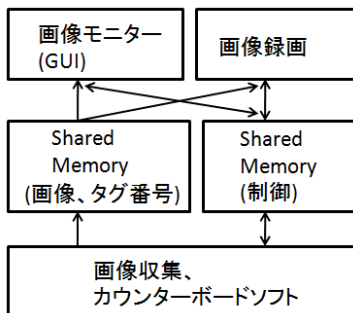 画像モニター
(GUI)
画像録画
Shared
Memory
(画像、タグ番号)
Shared
Memory
(制御)
画像収集、
カウンターボードソフト